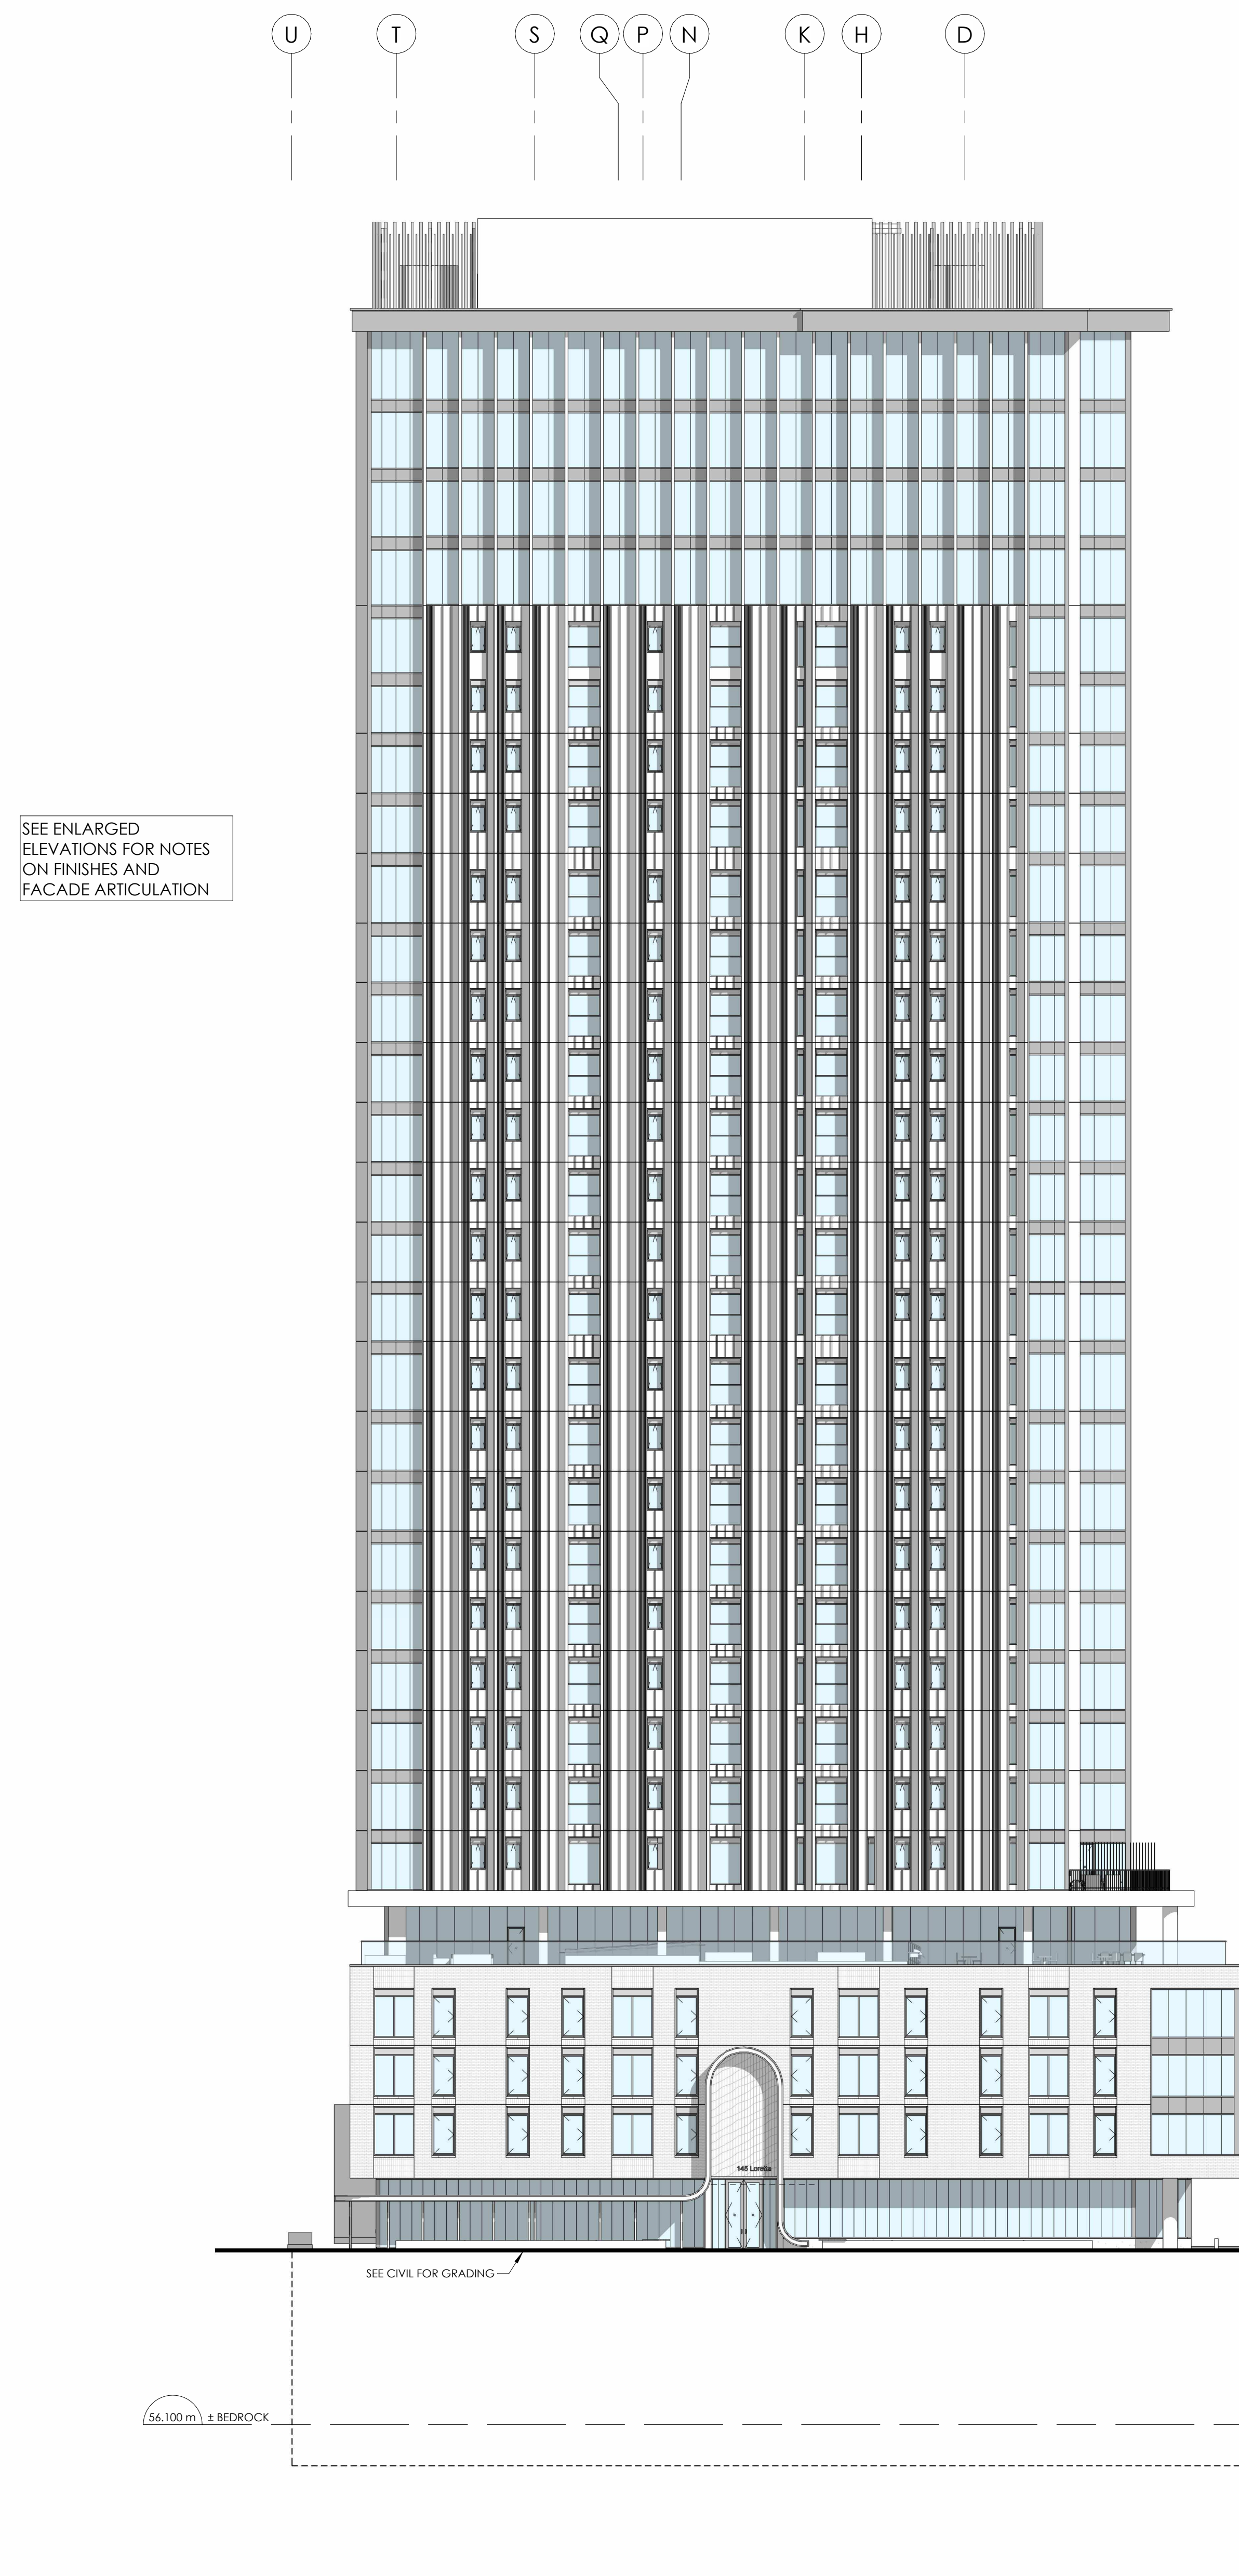 U T S Q P N K H D
SEE ENLARGED
ELEVATIONS FOR NOTES
ON FINISHES AND
FACADE ARTICULATION
145 Loretta
SEE CIVIL FOR GRADING
56.100 m ± BEDROCK